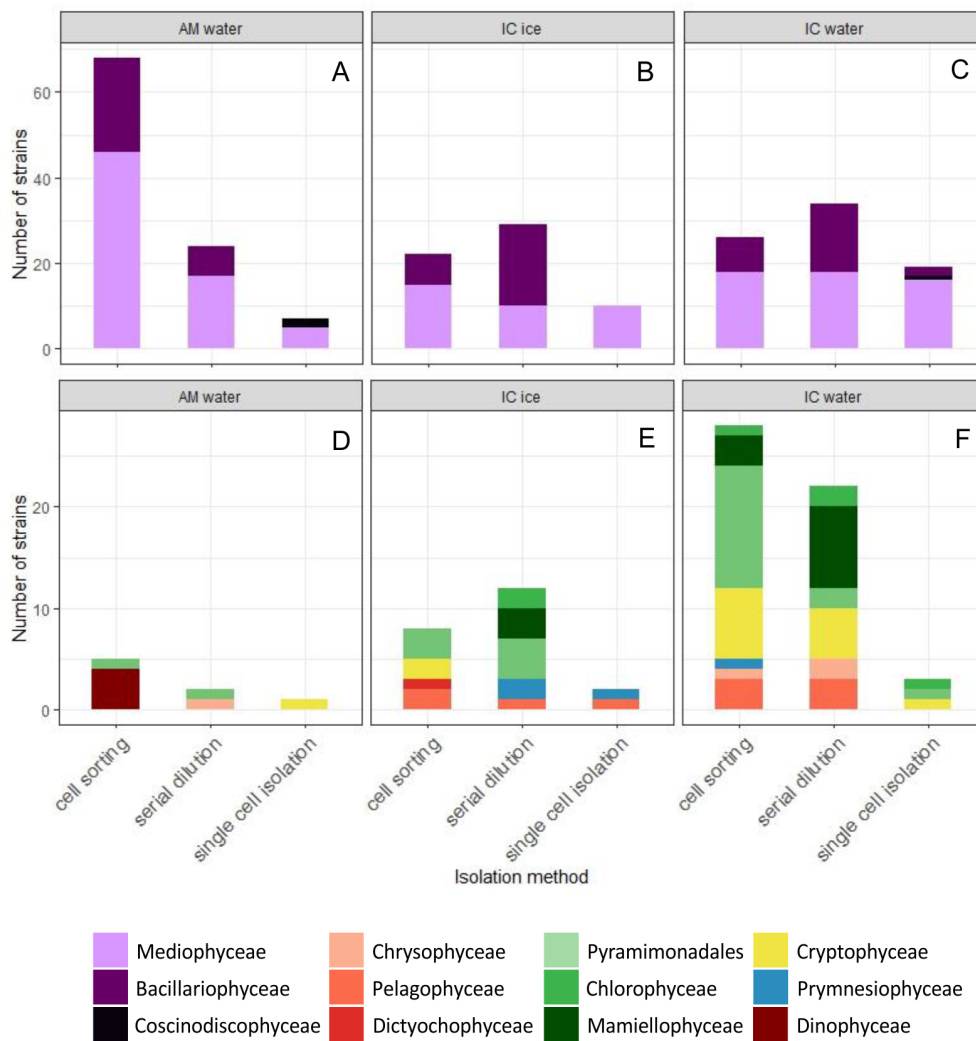 AM water IC ice IC water
A B C
60
40
20
0
Number of strains
AM water IC ice IC water
D E F
20
10
0
Number of strains
cell sorting serial dilution single cell isolation cell sorting serial dilution single cell isolation cell sorting serial dilution single cell isolation
Isolation method
Mediophyceae Chrysophyceae Pyramimonadales Cryptophyceae
Bacillariophyceae Pelagophyceae Chlorophyceae Prymnesiophyceae
Coscinodiscophyceae Dictyochophyceae Mamiellophyceae Dinophyceae